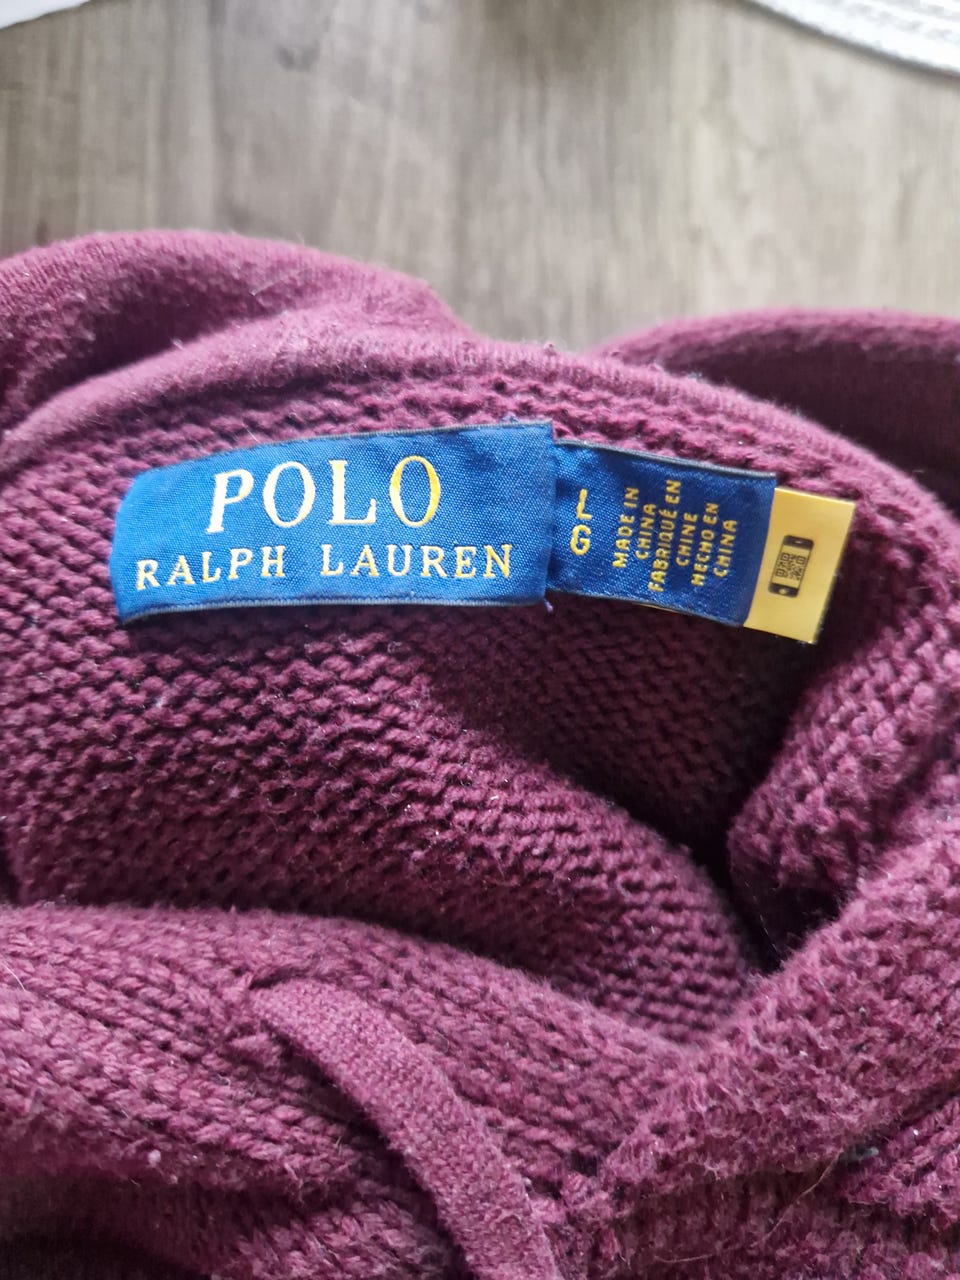 POLO
RALPH LAUREN
L
G
MADE IN
CHINA
FABRIQUÉ EN
CHINE
HECHO EN
CHINA